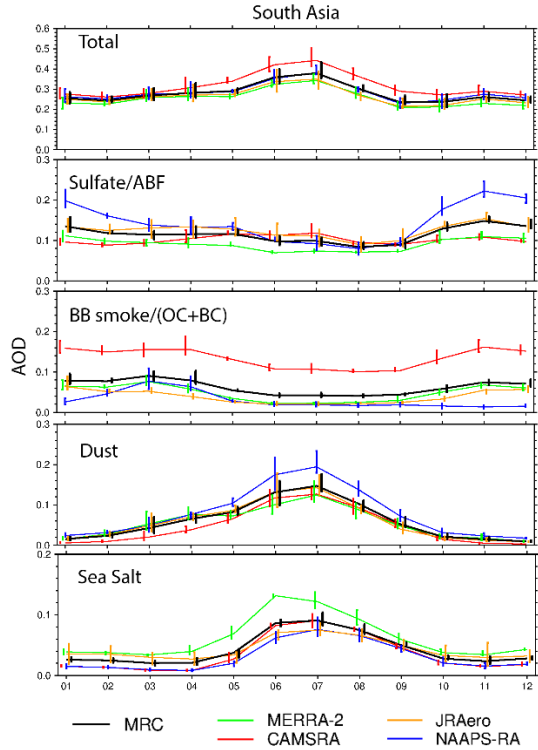 South Asia
Total
0.6
0.5
0.4
0.3
0.2
0.1
0.0
Sulfate/ABF
0.3
0.2
0.1
0.0
BB smoke/(OC+BC)
0.3
0.2
0.1
0.0
AOD
Dust
0.3
0.2
0.1
0.0
Sea Salt
0.2
0.1
0.0
01 02 03 04 05 06 07 08 09 10 11 12
MRC MERRA-2 JRAero
CAMSRA NAAPS-RA